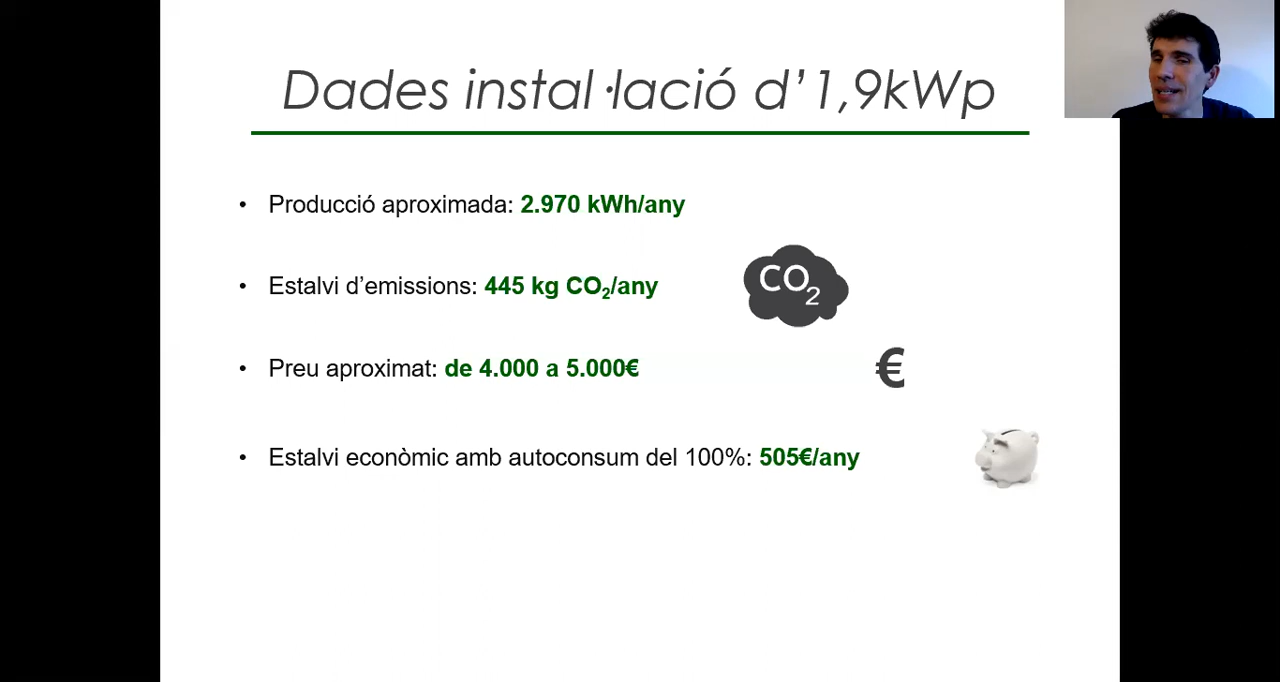 Dades instal·lació d’1,9kWp
• Producció aproximada: 2.970 kWh/any
• Estalvi d’emissions: 445 kg CO₂/any
CO₂
• Preu aproximat: de 4.000 a 5.000€
€
• Estalvi econòmic amb autoconsum del 100%: 505€/any